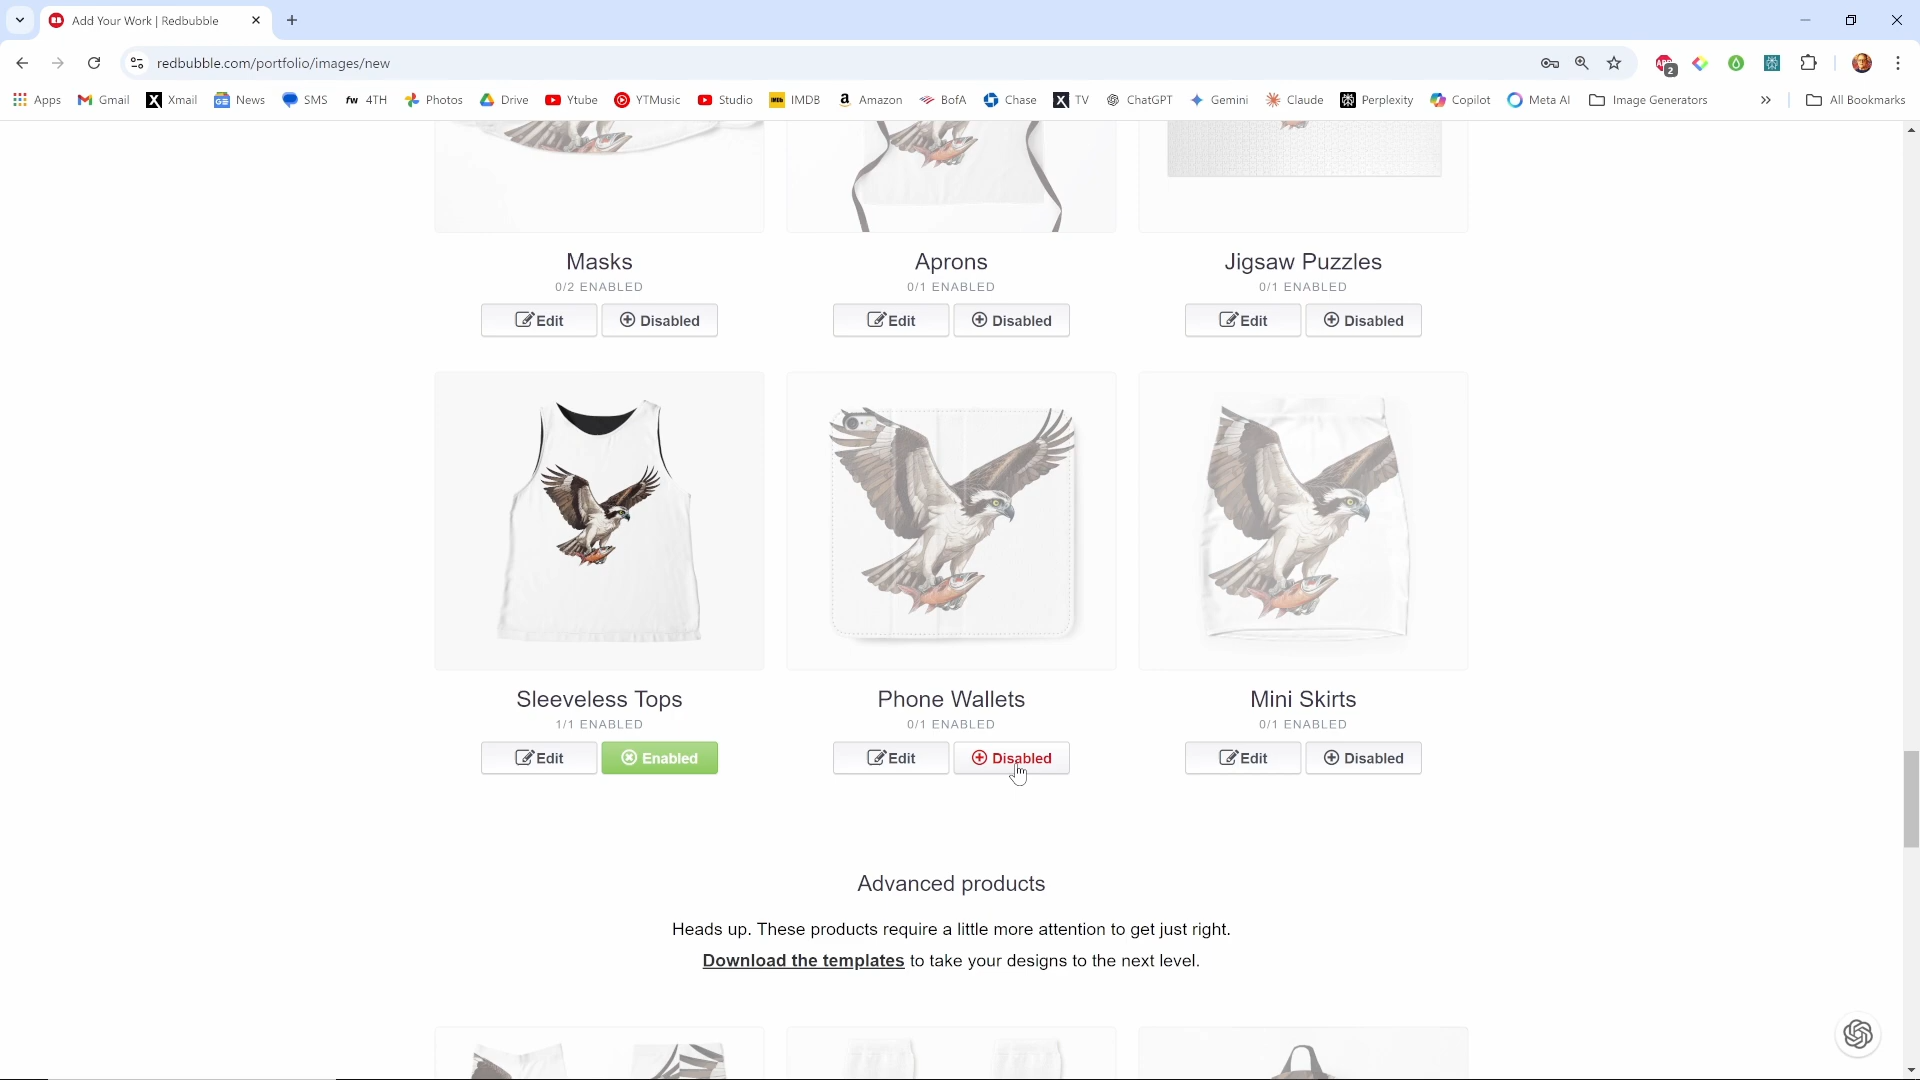 Add Your Work | Redbubble
redbubble.com/portfolio/images/new
ABP 2
Apps Gmail Xmail News SMS fw 4TH Photos Drive Ytube YTMusic Studio IMDb IMDB Amazon BofA Chase TV ChatGPT Gemini Claude Perplexity Copilot Meta AI Image Generators » All Bookmarks
Masks Aprons Jigsaw Puzzles
0/2 ENABLED 0/1 ENABLED 0/1 ENABLED
Edit Disabled Edit Disabled Edit Disabled
Sleeveless Tops Phone Wallets Mini Skirts
1/1 ENABLED 0/1 ENABLED 0/1 ENABLED
Edit Enabled Edit Disabled Edit Disabled
Advanced products
Heads up. These products require a little more attention to get just right.
Download the templates to take your designs to the next level.